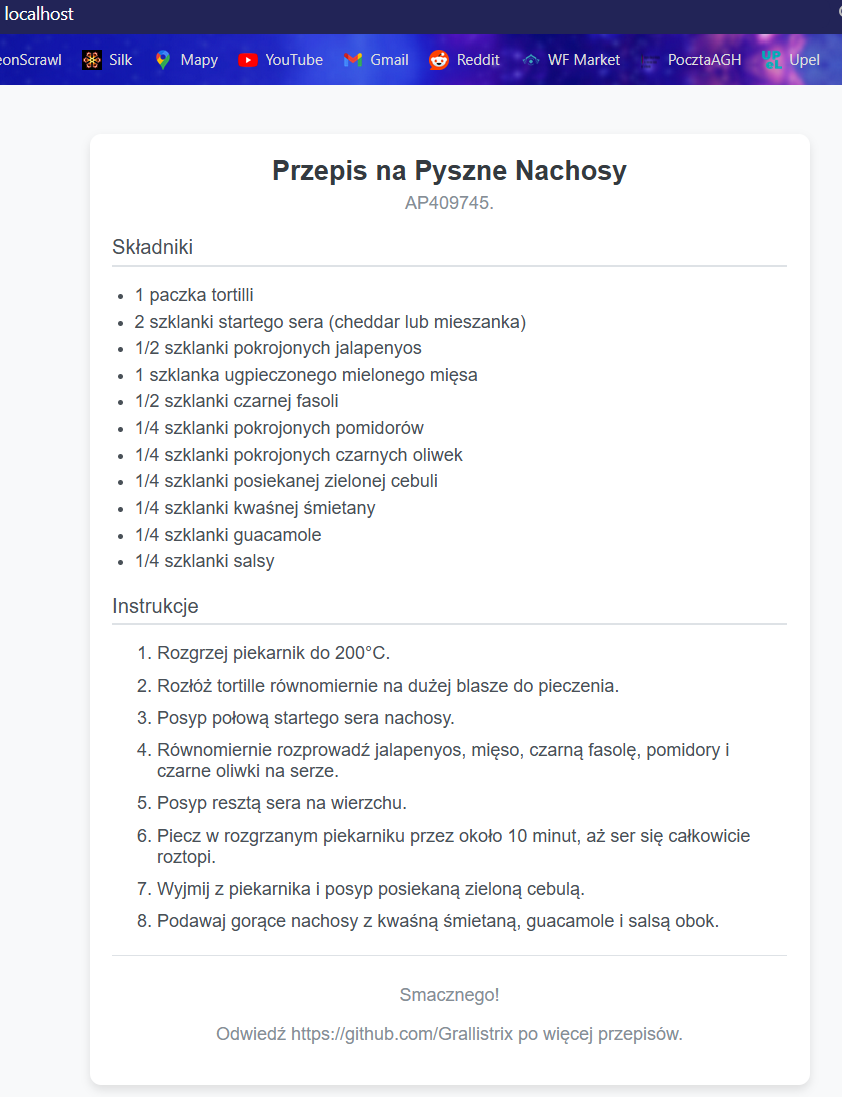 localhost
eonScrawl Silk Mapy YouTube Gmail Reddit WF Market PocztaAGH Upel
Przepis na Pyszne Nachosy
AP409745.
Składniki
1 paczka tortilli
2 szklanki startego sera (cheddar lub mieszanka)
1/2 szklanki pokrojonych jalapenyos
1 szklanka ugpieczonego mielonego mięsa
1/2 szklanki czarnej fasoli
1/4 szklanki pokrojonych pomidorów
1/4 szklanki pokrojonych czarnych oliwek
1/4 szklanki posiekanej zielonej cebuli
1/4 szklanki kwaśnej śmietany
1/4 szklanki guacamole
1/4 szklanki salsy
Instrukcje
1. Rozgrzej piekarnik do 200°C.
2. Rozłóż tortille równomiernie na dużej blasze do pieczenia.
3. Posyp połową startego sera nachosy.
4. Równomiernie rozprowadź jalapenyos, mięso, czarną fasolę, pomidory i
czarne oliwki na serze.
5. Posyp resztą sera na wierzchu.
6. Piecz w rozgrzanym piekarniku przez około 10 minut, aż ser się całkowicie
roztopi.
7. Wyjmij z piekarnika i posyp posiekaną zieloną cebulą.
8. Podawaj gorące nachosy z kwaśną śmietaną, guacamole i salsą obok.
Smacznego!
Odwiedź https://github.com/Grallistrix po więcej przepisów.